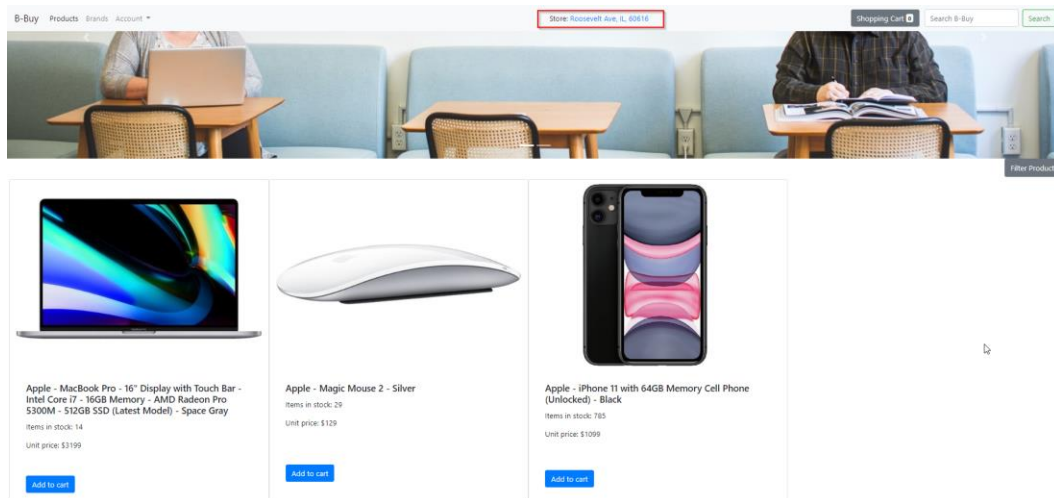 B-Buy Products Brands Account Store: Roosevelt Ave, IL, 60616 Shopping Cart 0 Search B-Buy Search
Filter Product
Apple - MacBook Pro - 16" Display with Touch Bar -
Intel Core i7 - 16GB Memory - AMD Radeon Pro
5300M - 512GB SSD (Latest Model) - Space Gray
Items in stock: 14
Unit price: $3199
Add to cart
Apple - Magic Mouse 2 - Silver
Items in stock: 29
Unit price: $129
Add to cart
Apple - iPhone 11 with 64GB Memory Cell Phone
(Unlocked) - Black
Items in stock: 785
Unit price: $1099
Add to cart